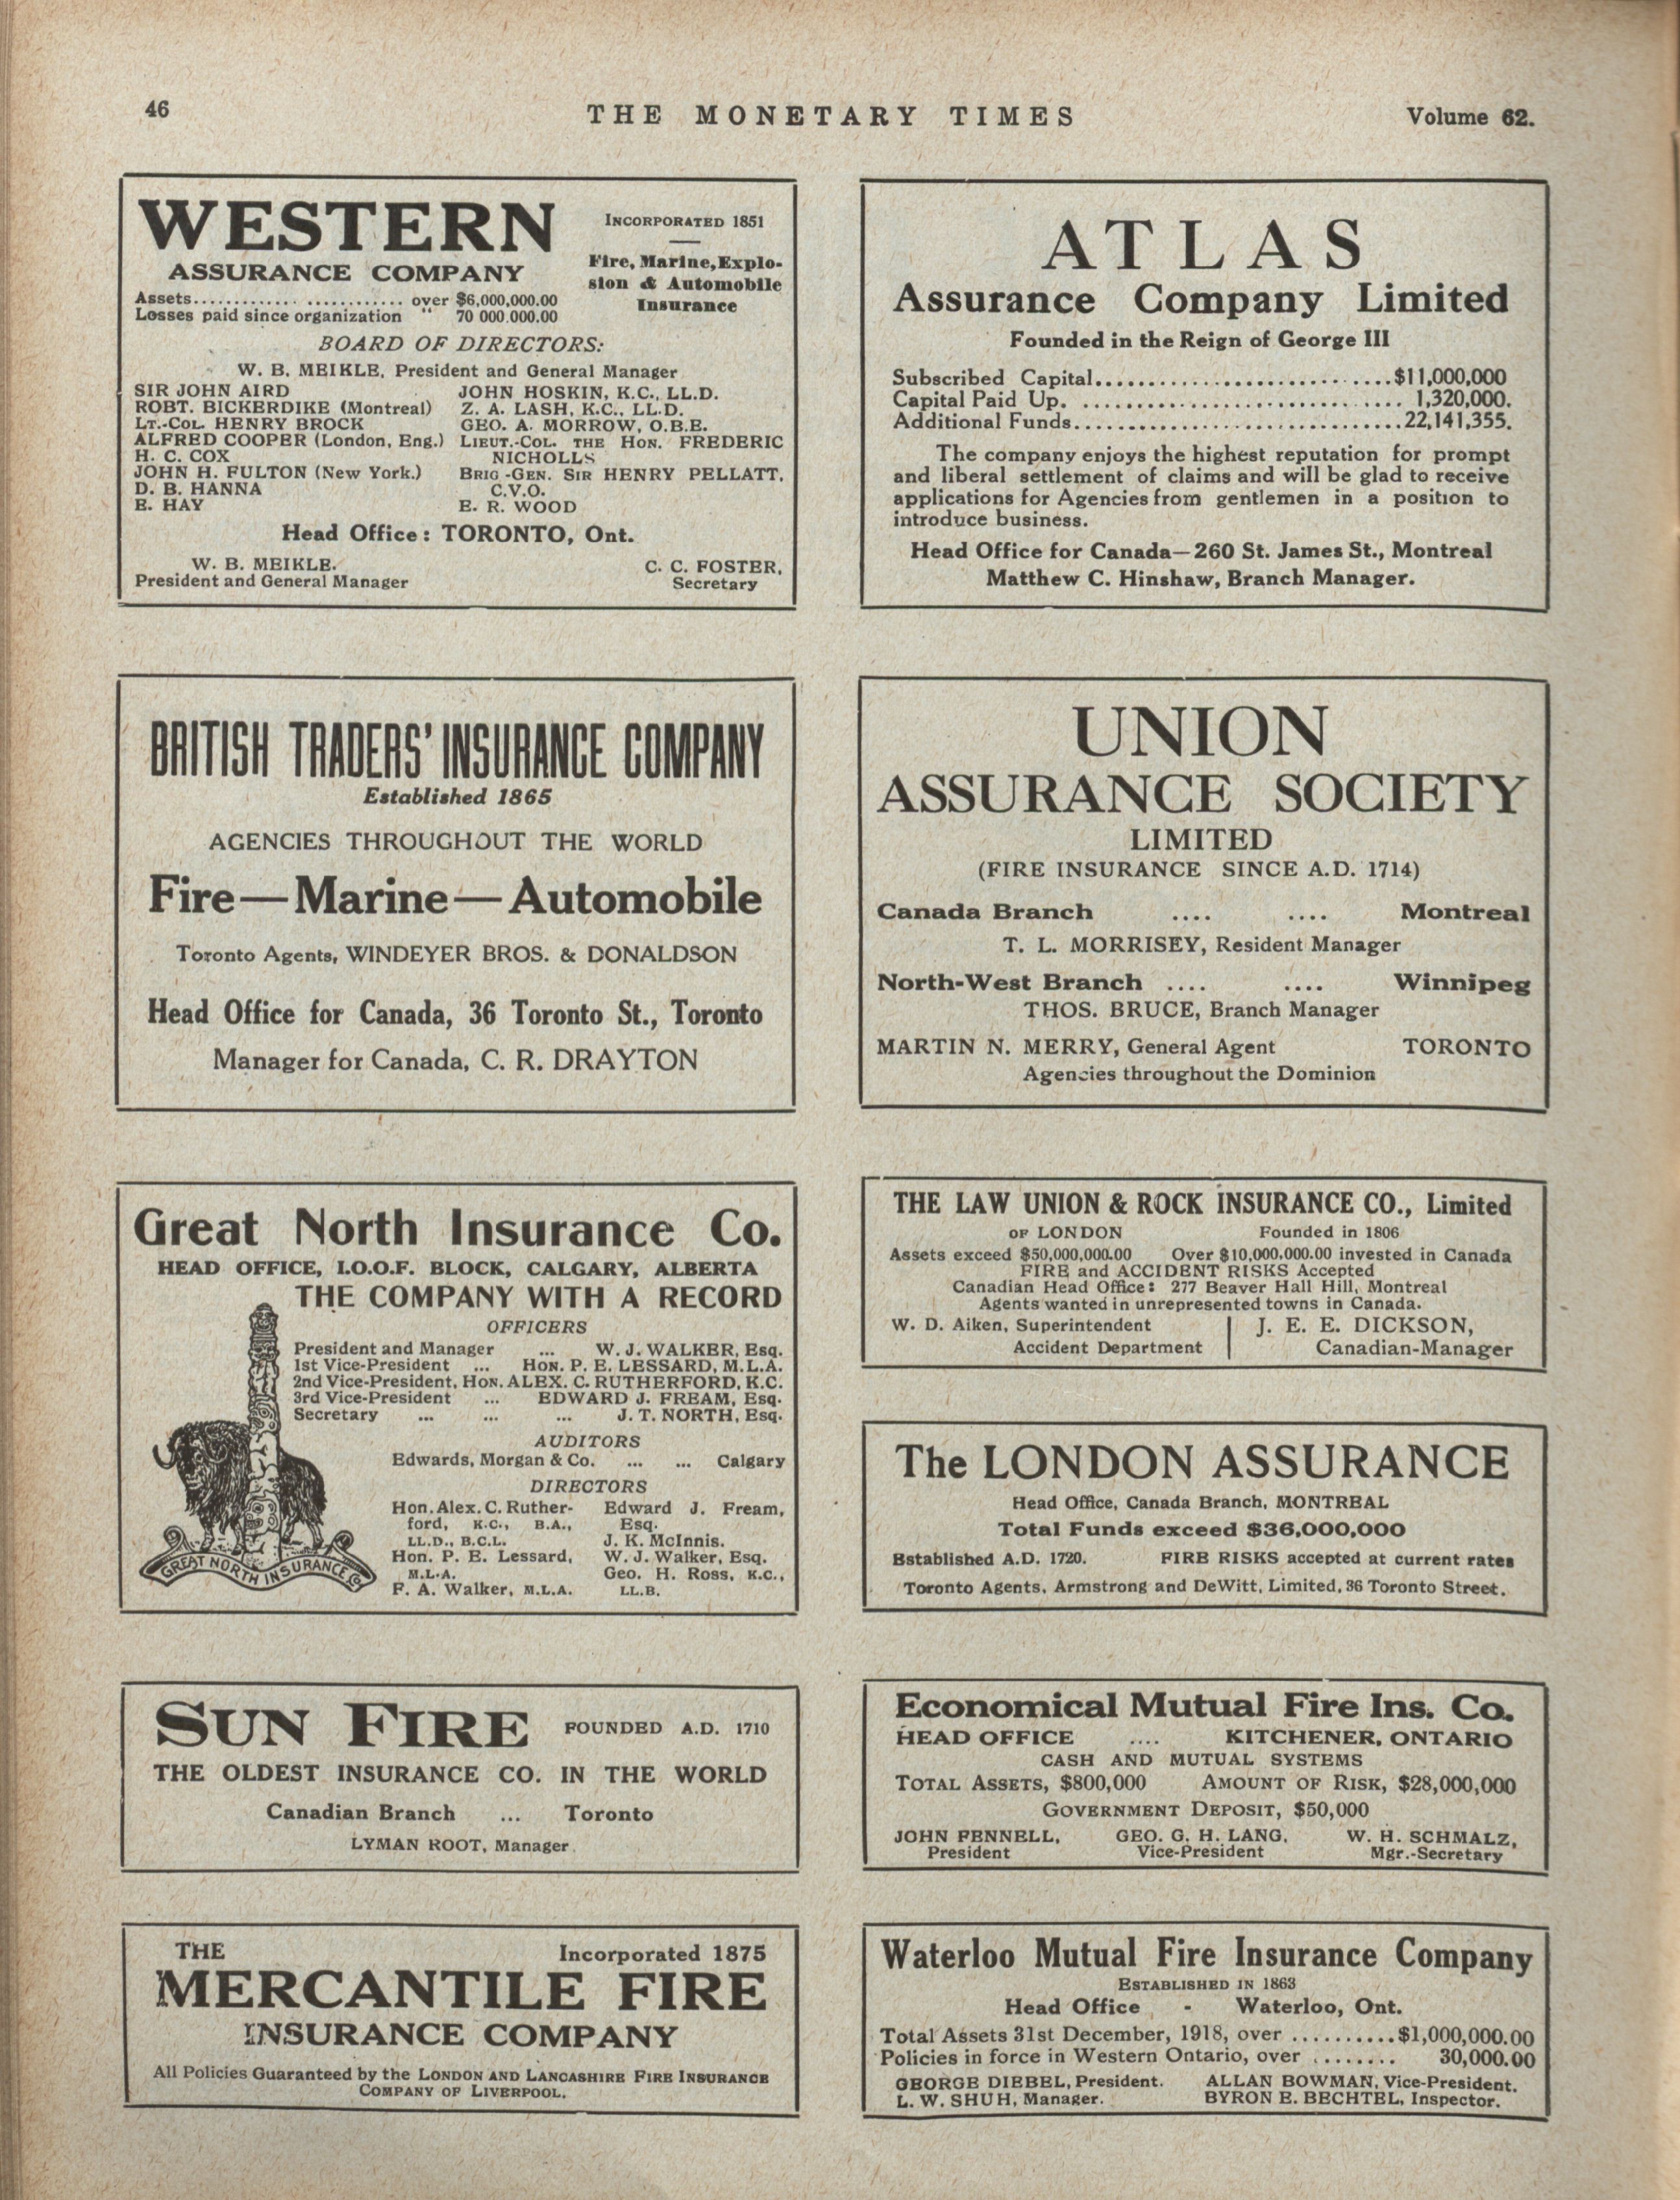 46
THE MONETARY TIMES
Volume 62.
WESTERN
ASSURANCE COMPANY
INCORPORATED 1851
Fire, Marine, Explo-
sion & Automobile
Insurance
Assets............. ............ over $6,000,000.00
Losses paid since organization " 70 000.000.00
BOARD OF DIRECTORS:
W. B. MEIKLE, President and General Manager
SIR JOHN AIRD
ROBT. BICKERDIKE (Montreal)
LT.-COL. HENRY BROCK
ALFRED COOPER (London, Eng.)
H. C. COX
JOHN H. FULTON (New York.)
D. B. HANNA
E. HAY
JOHN HOSKIN, K.C., LL.D.
Z. A. LASH, K.C., LL.D.
GEO. A. MORROW, O.B.E.
LIEUT.-COL. THE HON. FREDERIC
NICHOLLS
BRIG-GEN. SIR HENRY PELLATT,
C.V.O.
E. R. WOOD
Head Office: TORONTO, Ont.
W. B. MEIKLE.
President and General Manager
C. C. FOSTER,
Secretary
ATLAS
Assurance Company Limited
Founded in the Reign of George III
Subscribed Capital...............................$11,000,000
Capital Paid Up. .............................. 1,320,000.
Additional Funds................................22,141,355.
The company enjoys the highest reputation for prompt
and liberal settlement of claims and will be glad to receive
applications for Agencies from gentlemen in a position to
introduce business.
Head Office for Canada—260 St. James St., Montreal
Matthew C. Hinshaw, Branch Manager.
BRITISH TRADERS' INSURANCE COMPANY
Established 1865
AGENCIES THROUGHOUT THE WORLD
Fire—Marine—Automobile
Toronto Agents, WINDEYER BROS. & DONALDSON
Head Office for Canada, 36 Toronto St., Toronto
Manager for Canada, C. R. DRAYTON
UNION
ASSURANCE SOCIETY
LIMITED
(FIRE INSURANCE SINCE A.D. 1714)
Canada Branch .... .... Montreal
T. L. MORRISEY, Resident Manager
North-West Branch .... .... Winnipeg
THOS. BRUCE, Branch Manager
MARTIN N. MERRY, General Agent TORONTO
Agencies throughout the Dominion
Great North Insurance Co.
HEAD OFFICE, I.O.O.F. BLOCK, CALGARY, ALBERTA
THE COMPANY WITH A RECORD
OFFICERS
President and Manager ... W. J. WALKER, Esq.
1st Vice-President ... HON. P. E. LESSARD, M.L.A.
2nd Vice-President, HON. ALEX. C. RUTHERFORD, K.C.
3rd Vice-President ... EDWARD J. FREAM, Esq.
Secretary ... ... ... J. T. NORTH, Esq.
AUDITORS
Edwards, Morgan & Co. ... ... Calgary
DIRECTORS
Hon. Alex. C. Ruther-
ford, K.C., B.A.,
LL.D., B.C.L.
Hon. P. E. Lessard,
M.L.A.
F. A. Walker, M.L.A.
Edward J. Fream,
Esq.
J. K. McInnis.
W. J. Walker, Esq.
Geo. H. Ross, K.C.,
LL.B.
GREAT NORTH INSURANCE Co
THE LAW UNION & ROCK INSURANCE CO., Limited
OF LONDON Founded in 1806
Assets exceed $50,000,000.00 Over $10,000,000.00 invested in Canada
FIRE and ACCIDENT RISKS Accepted
Canadian Head Office: 277 Beaver Hall Hill, Montreal
Agents wanted in unrepresented towns in Canada.
W. D. Aiken, Superintendent
Accident Department
J. E. E. DICKSON,
Canadian-Manager
The LONDON ASSURANCE
Head Office, Canada Branch, MONTREAL
Total Funds exceed $36,000,000
Established A.D. 1720. FIRE RISKS accepted at current rates
Toronto Agents, Armstrong and DeWitt, Limited, 36 Toronto Street.
SUN FIRE
FOUNDED A.D. 1710
THE OLDEST INSURANCE CO. IN THE WORLD
Canadian Branch ... Toronto
LYMAN ROOT, Manager
Economical Mutual Fire Ins. Co.
HEAD OFFICE .... KITCHENER, ONTARIO
CASH AND MUTUAL SYSTEMS
TOTAL ASSETS, $800,000 AMOUNT OF RISK, $28,000,000
GOVERNMENT DEPOSIT, $50,000
JOHN FENNELL,
President
GEO. G. H. LANG,
Vice-President
W. H. SCHMALZ,
Mgr.-Secretary
THE Incorporated 1875
MERCANTILE FIRE
INSURANCE COMPANY
All Policies Guaranteed by the LONDON AND LANCASHIRE FIRE INSURANCE
COMPANY OF LIVERPOOL.
Waterloo Mutual Fire Insurance Company
ESTABLISHED IN 1863
Head Office - Waterloo, Ont.
Total Assets 31st December, 1918, over ..........$1,000,000.00
Policies in force in Western Ontario, over ........ 30,000.00
GEORGE DIEBEL, President. ALLAN BOWMAN, Vice-President.
L. W. SHUH, Manager. BYRON E. BECHTEL, Inspector.